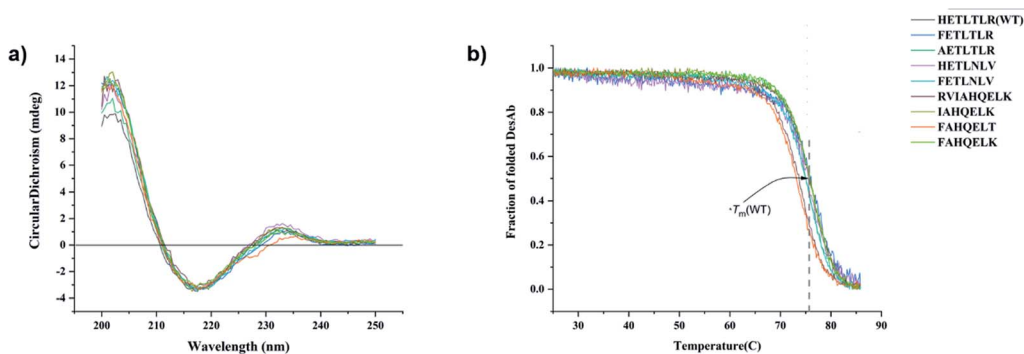 a)
CircularDichroism (mdeg)
14
12
10
8
6
4
2
0
-2
-4
200
210
220
230
240
250
Wavelength (nm)
b)
Fraction of folded DesAb
1.0
0.8
0.6
0.4
0.2
0.0
30
40
50
60
70
80
90
Temperature(C)
Tm(WT)
HETLTLR(WT)
FETLTLR
AETLTLR
HETLNLV
FETLNLV
RVIAHQELK
IAHQELK
FAHQELT
FAHQELK